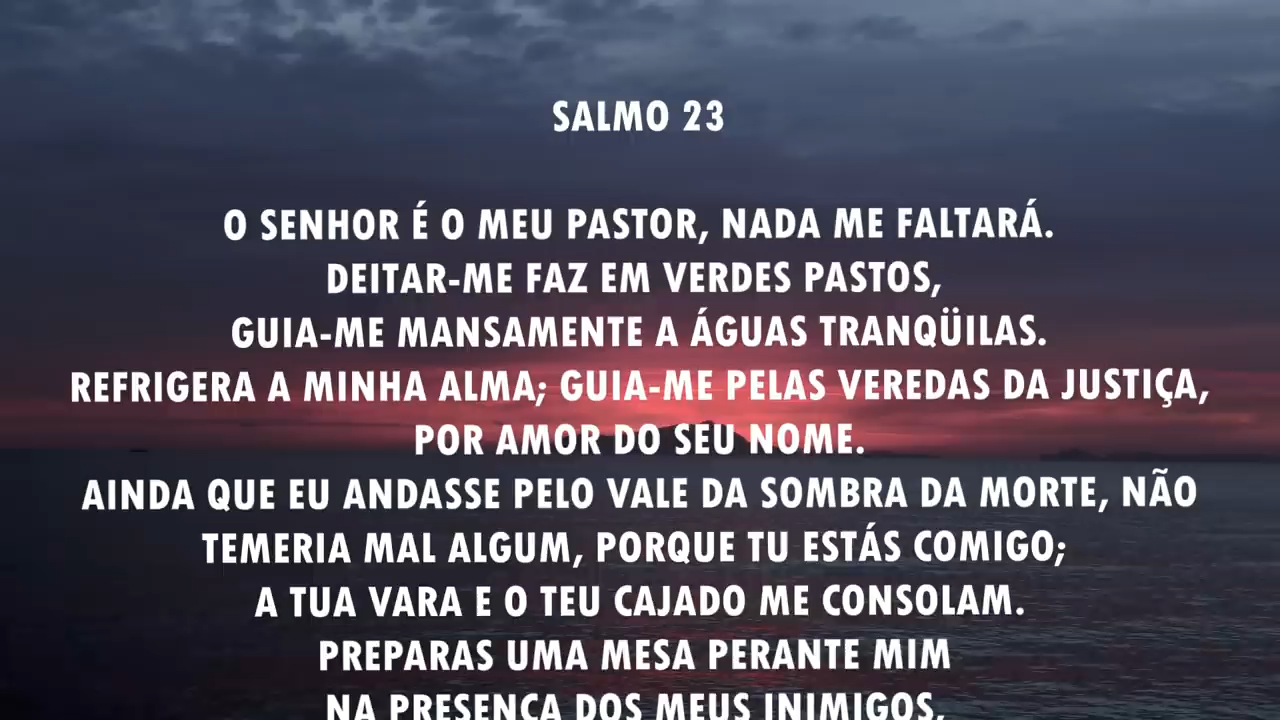 SALMO 23
O SENHOR É O MEU PASTOR, NADA ME FALTARÁ.
DEITAR-ME FAZ EM VERDES PASTOS,
GUIA-ME MANSAMENTE A ÁGUAS TRANQÜILAS.
REFRIGERA A MINHA ALMA; GUIA-ME PELAS VEREDAS DA JUSTIÇA,
POR AMOR DO SEU NOME.
AINDA QUE EU ANDASSE PELO VALE DA SOMBRA DA MORTE, NÃO
TEMERIA MAL ALGUM, PORQUE TU ESTÁS COMIGO;
A TUA VARA E O TEU CAJADO ME CONSOLAM.
PREPARAS UMA MESA PERANTE MIM
NA PRESENÇA DOS MEUS INIMIGOS,